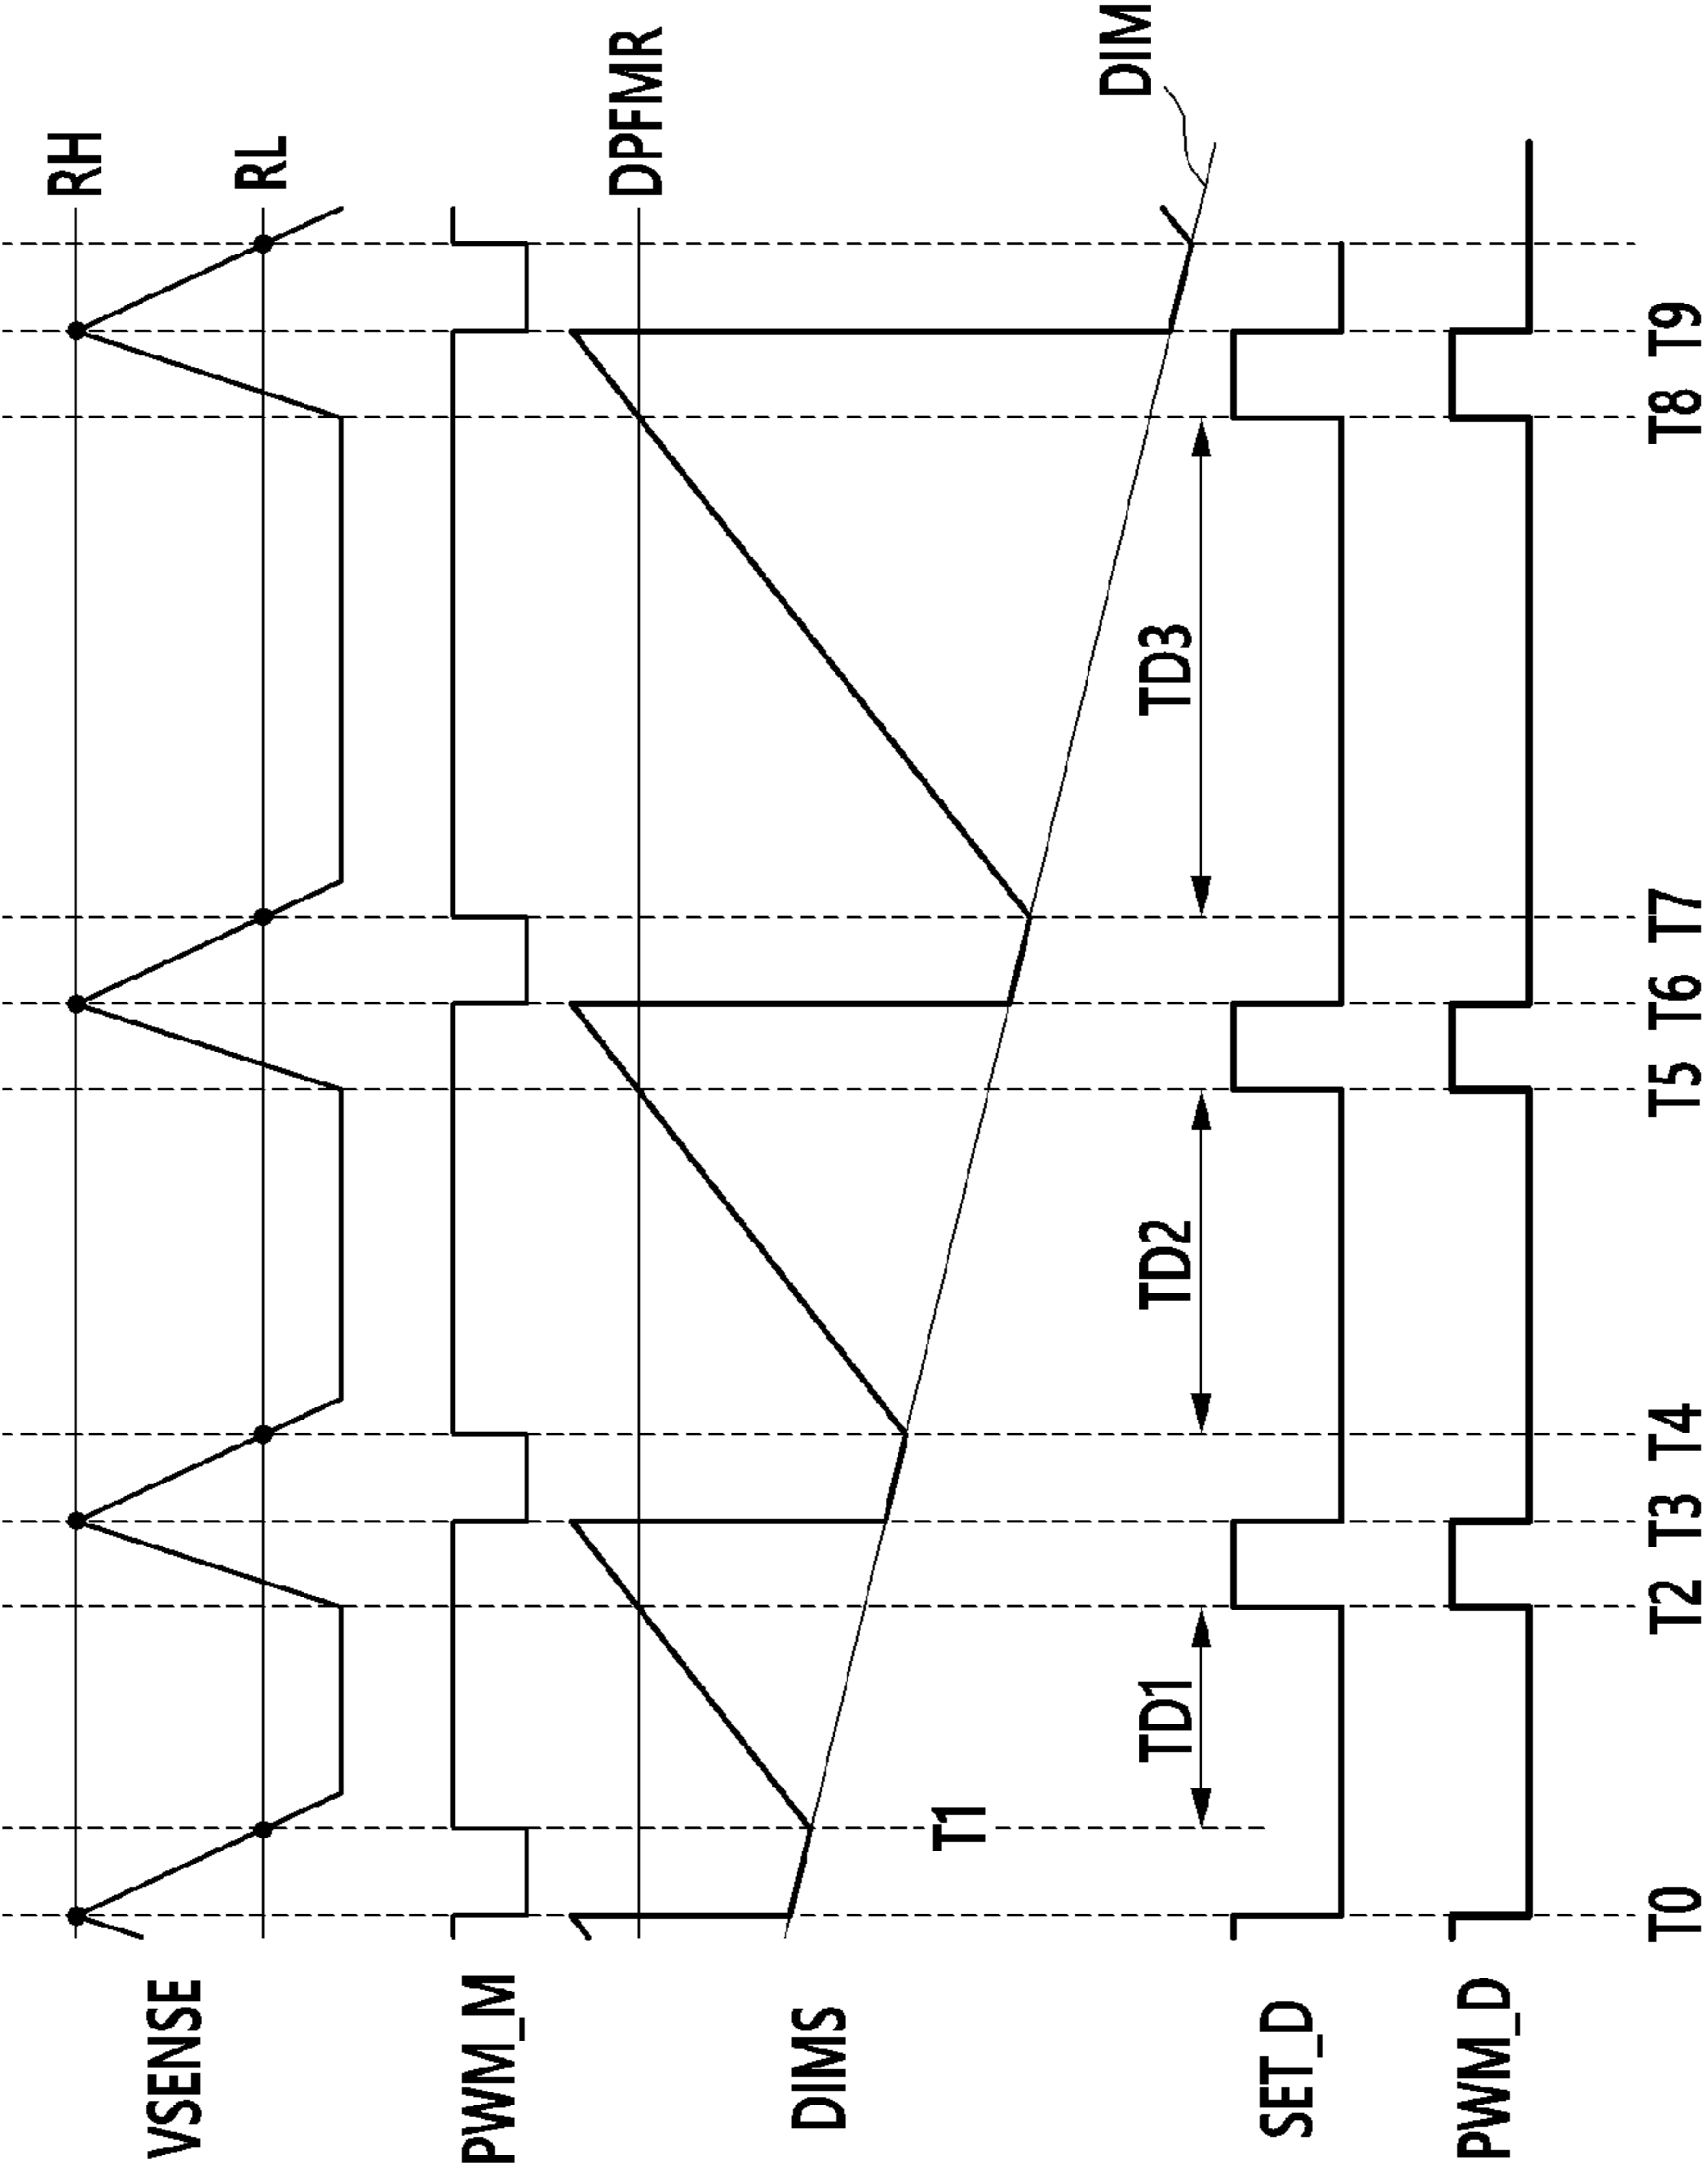 VSENSE
RH
RL
PWM_M
DPFMR
DIMS
DIM
T1
TD1
TD2
TD3
SET_D
PWM_D
T0
T2
T3
T4
T5
T6
T7
T8
T9